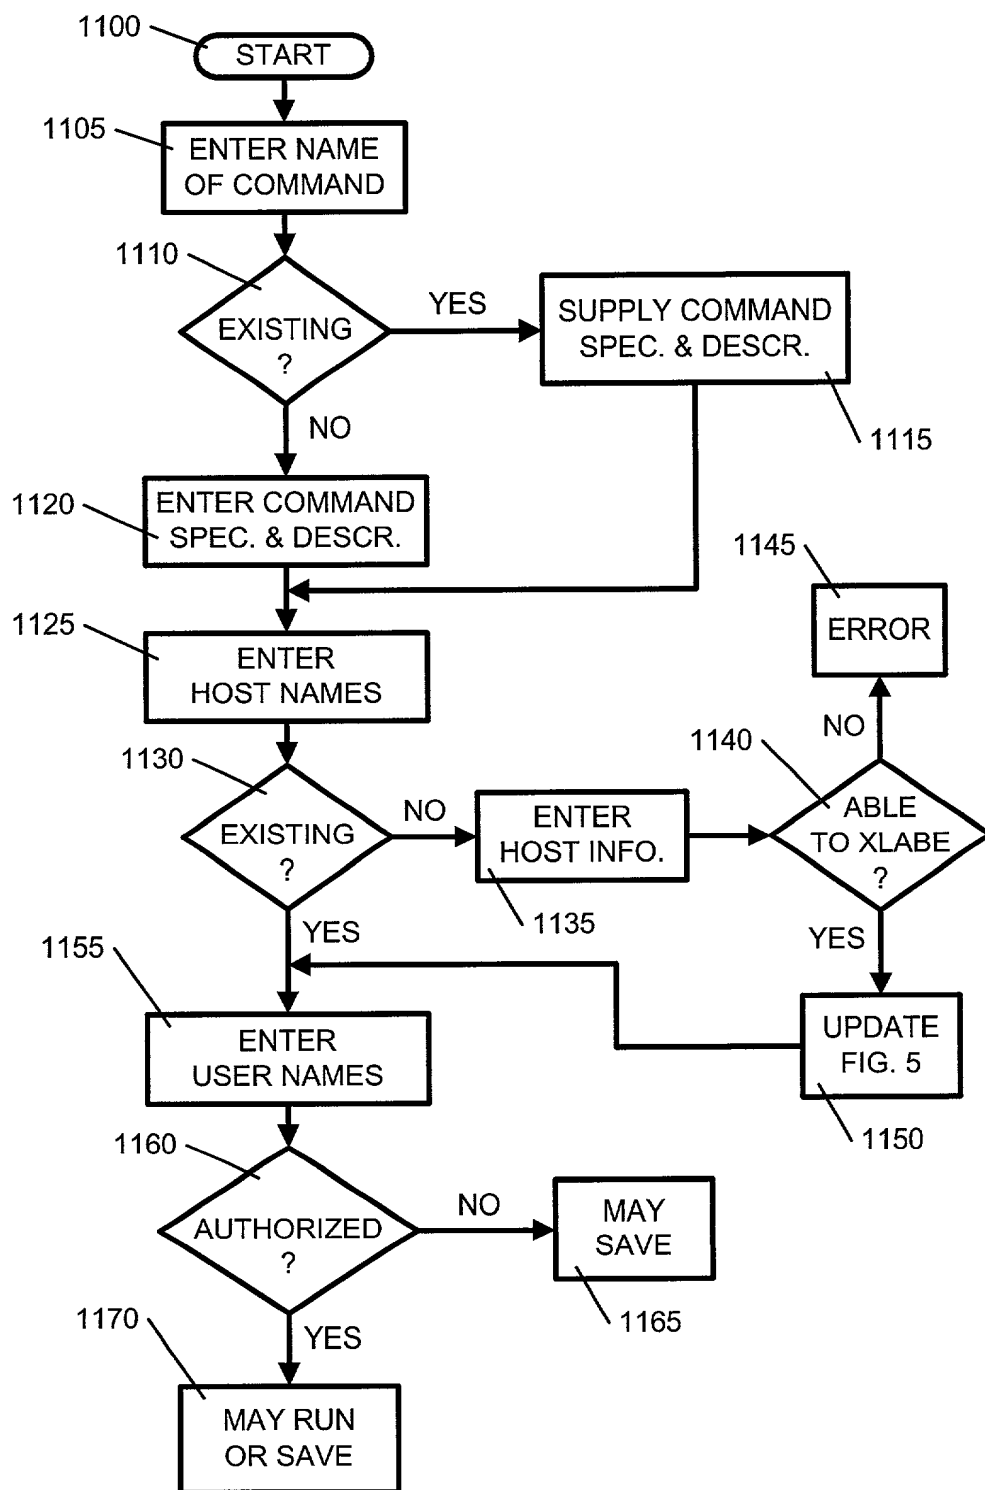 1100
START
1105
ENTER NAME
OF COMMAND
1110
EXISTING
?
YES
SUPPLY COMMAND
SPEC. & DESCR.
1115
NO
1120
ENTER COMMAND
SPEC. & DESCR.
1125
ENTER
HOST NAMES
1130
EXISTING
?
NO
ENTER
HOST INFO.
1135
1140
ABLE
TO XLABE
?
NO
1145
ERROR
YES
UPDATE
FIG. 5
1150
YES
1155
ENTER
USER NAMES
1160
AUTHORIZED
?
NO
MAY
SAVE
1165
YES
1170
MAY RUN
OR SAVE